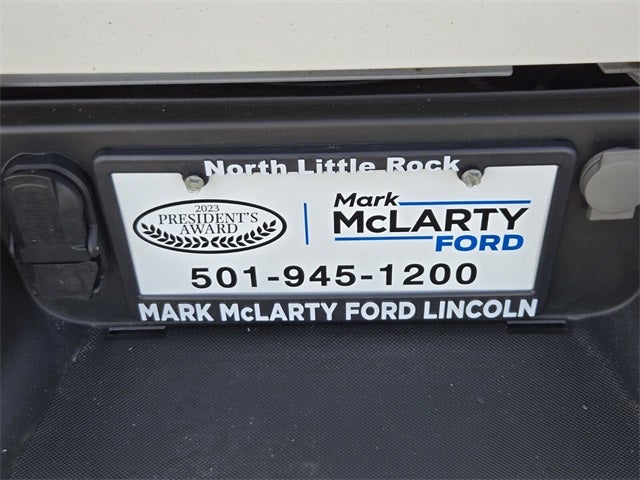 North Little Rock
2023
PRESIDENT'S
AWARD
Mark
McLARTY
FORD
501-945-1200
MARK McLARTY FORD LINCOLN